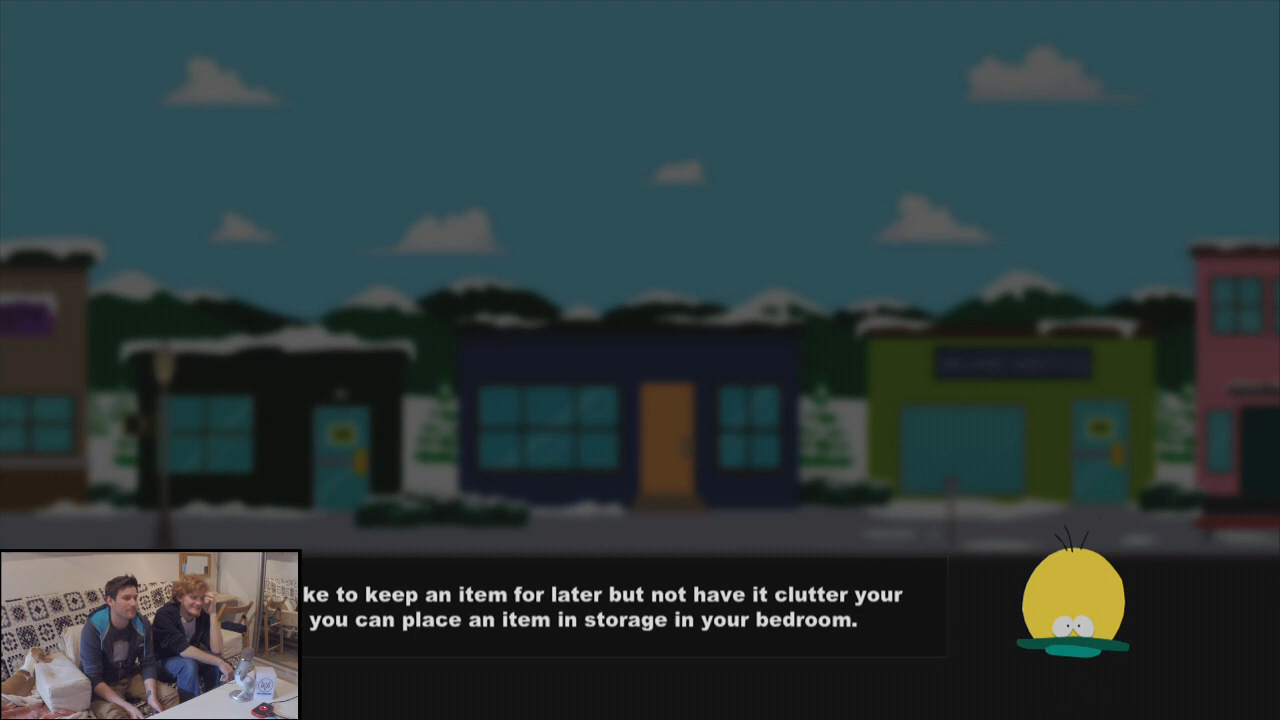 ke to keep an item for later but not have it clutter your
you can place an item in storage in your bedroom.